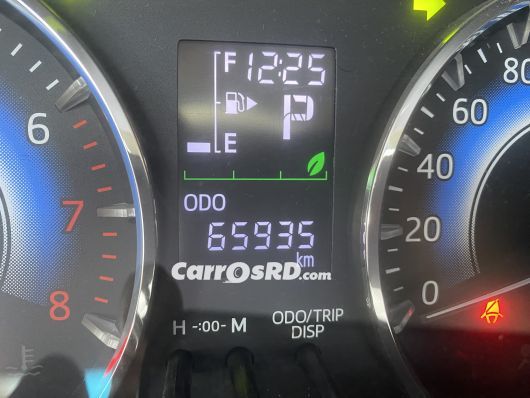 F 12:25
P
E
ODO
65935
km
CarrOsRD.com
H -:00- M
ODO/TRIP
DISP
6
7
8
80
60
40
20
0